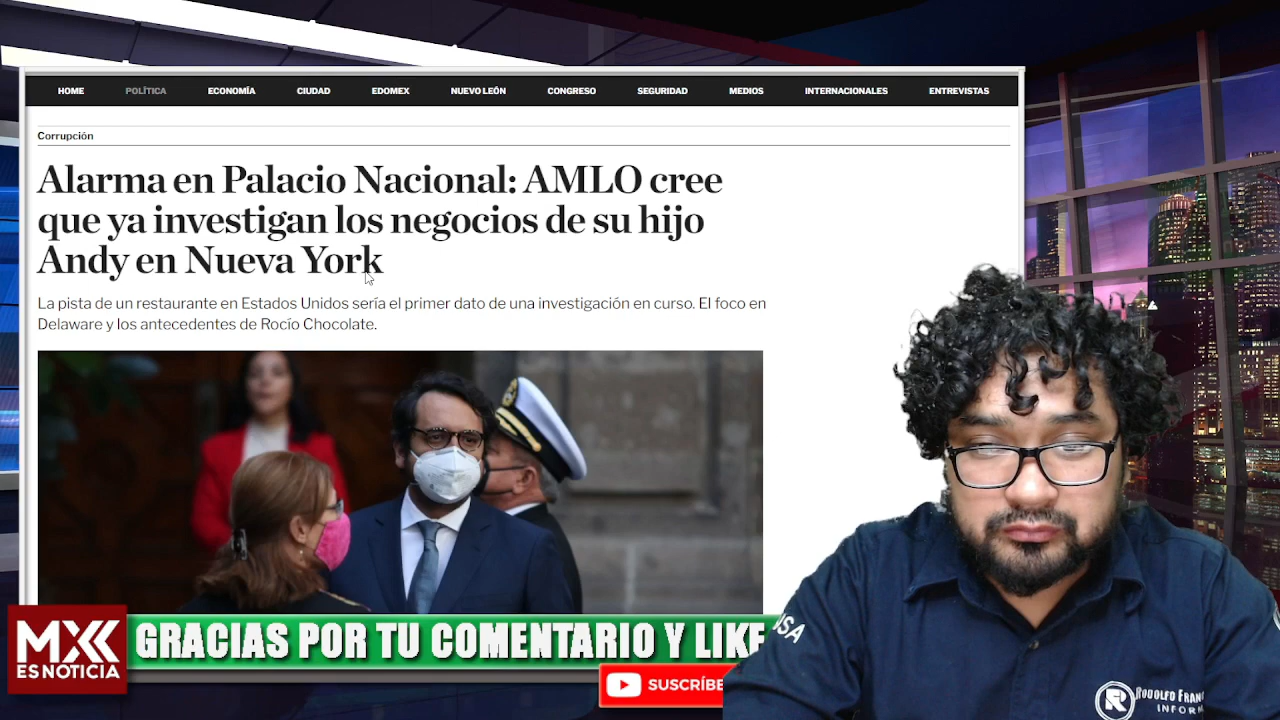 HOME POLÍTICA ECONOMÍA CIUDAD EDOMEX NUEVO LEÓN CONGRESO SEGURIDAD MEDIOS INTERNACIONALES ENTREVISTAS
Corrupción
Alarma en Palacio Nacional: AMLO cree
que ya investigan los negocios de su hijo
Andy en Nueva York
La pista de un restaurante en Estados Unidos sería el primer dato de una investigación en curso. El foco en
Delaware y los antecedentes de Rocío Chocolate.
MX
ES NOTICIA
GRACIAS POR TU COMENTARIO Y LIKE
SUSCRÍBE
R
RODOLFO FRAN
INFOR